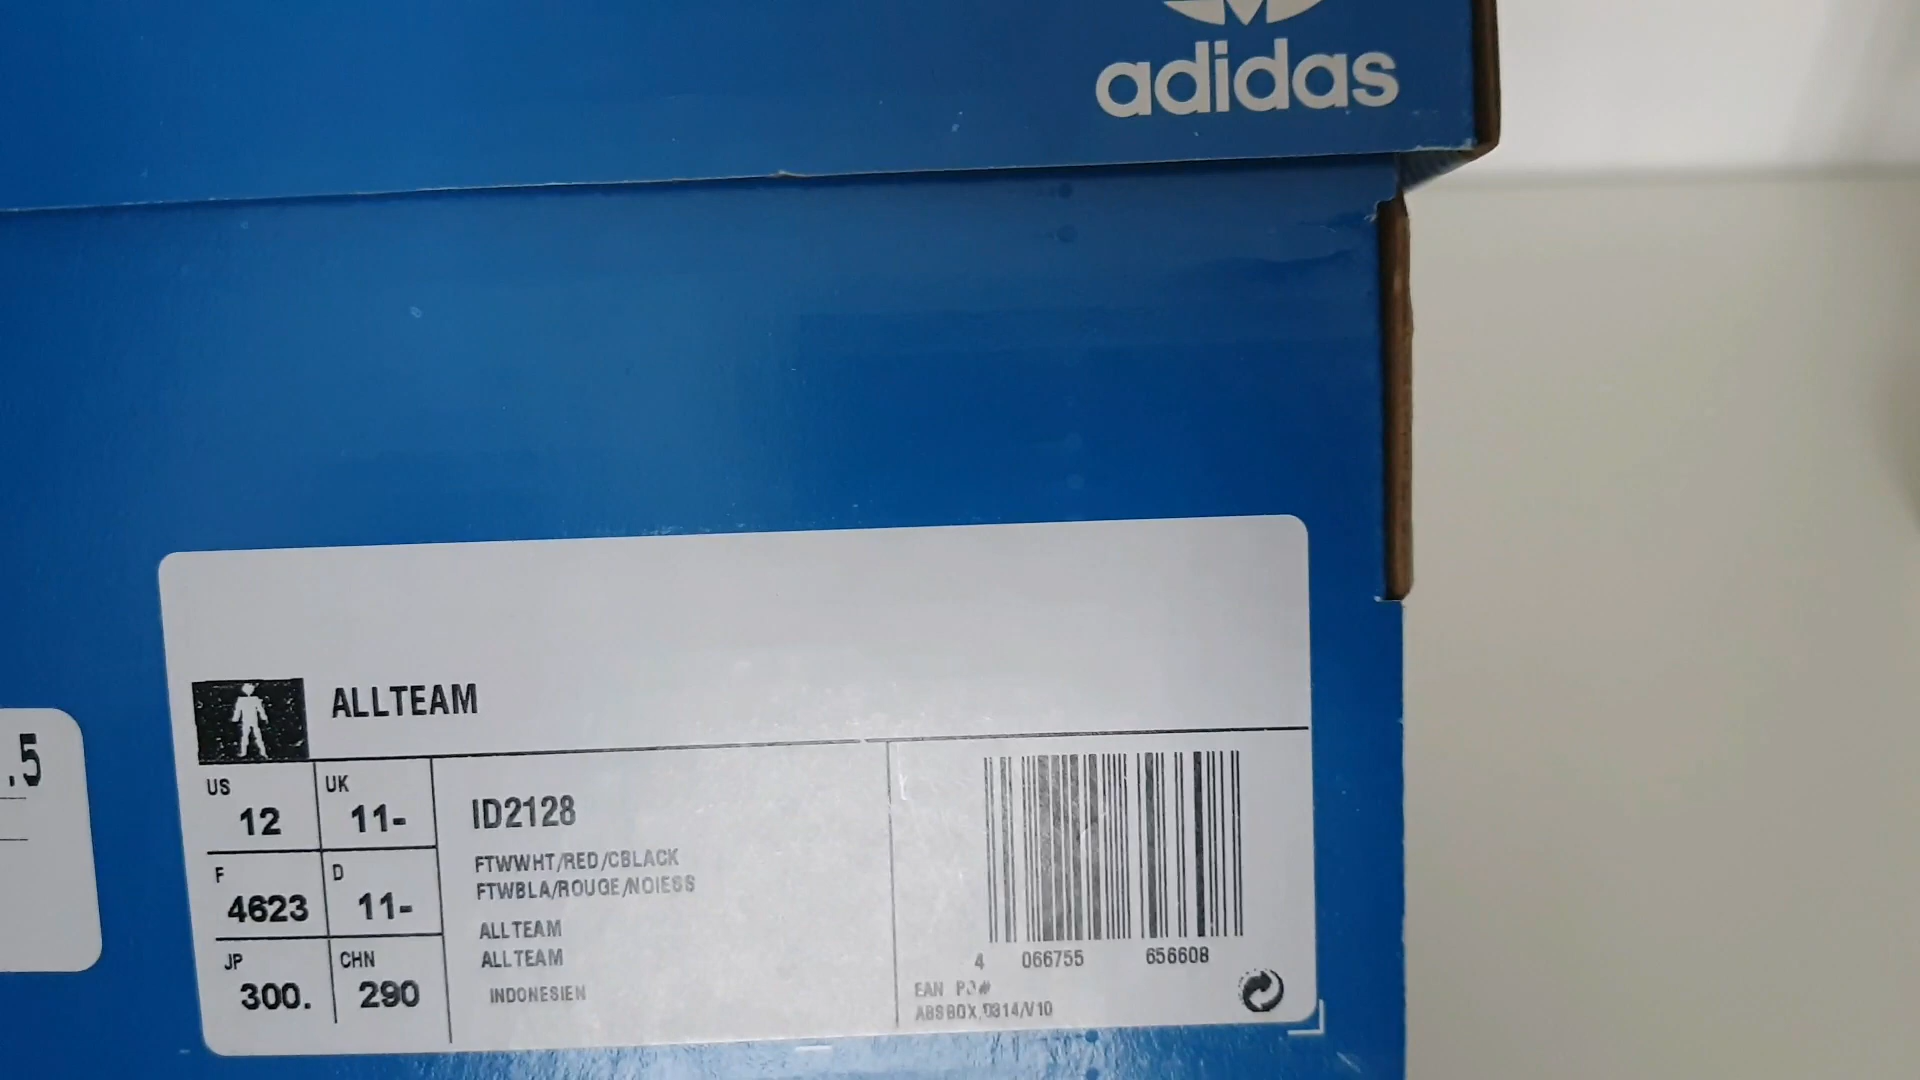 adidas
.5
ALLTEAM
US 12 UK 11-
F 4623 D 11-
JP 300. CHN 290
ID2128
FTWWHT/RED/CBLACK
FTWBLA/ROUGE/NOIESS
ALLTEAM
ALLTEAM
INDONESIEN
4 066755 656608
EAN
ABSBOX,0314/V10